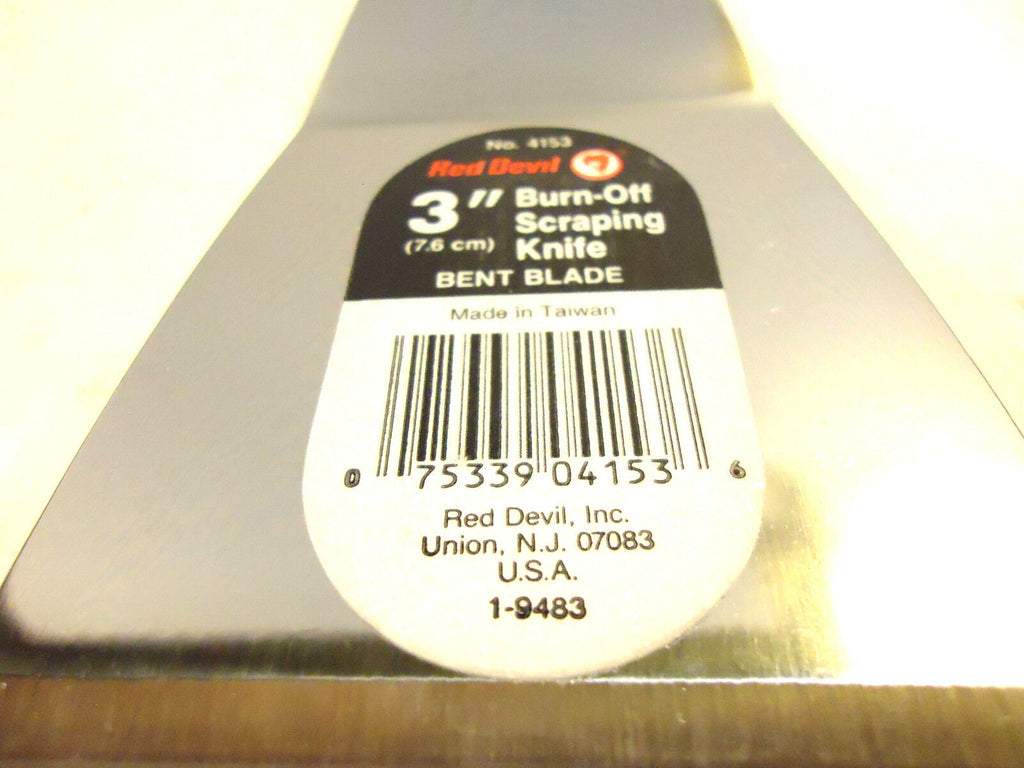 No. 4153
Red Devil
3" Burn-Off
Scraping
(7.6 cm) Knife
BENT BLADE
Made in Taiwan
0 75339 04153 6
Red Devil, Inc.
Union, N.J. 07083
U.S.A.
1-9483